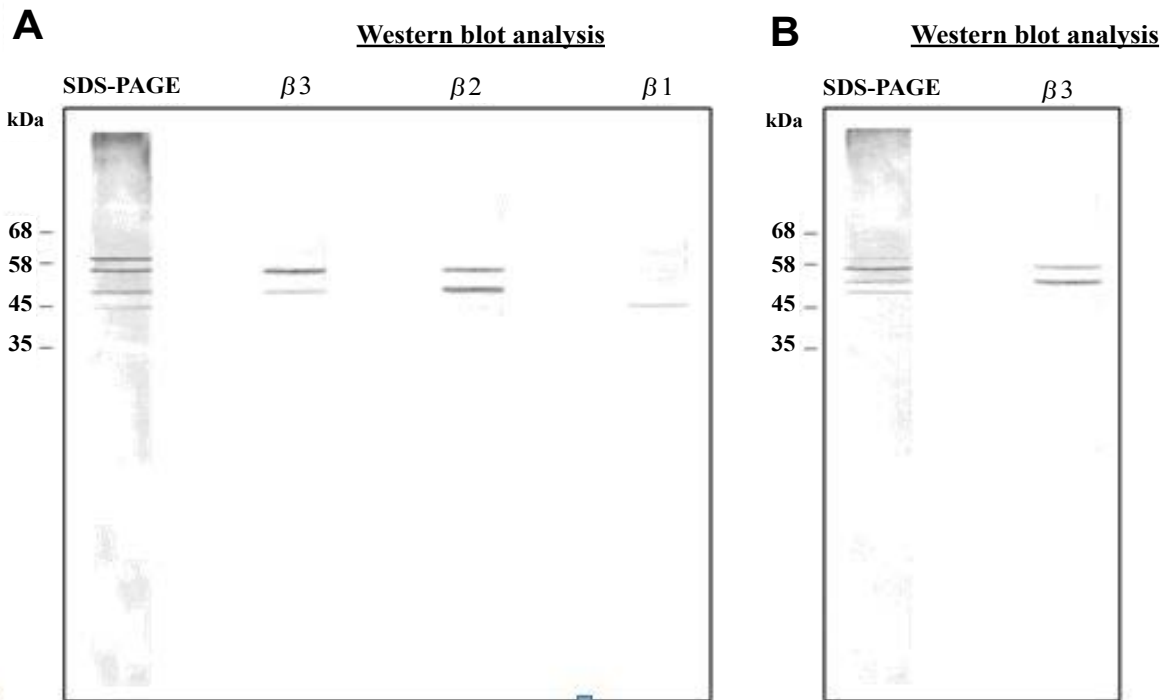 A
Western blot analysis
SDS-PAGE β3 β2 β1
kDa
68
58
45
35
B
Western blot analysis
SDS-PAGE β3
kDa
68
58
45
35